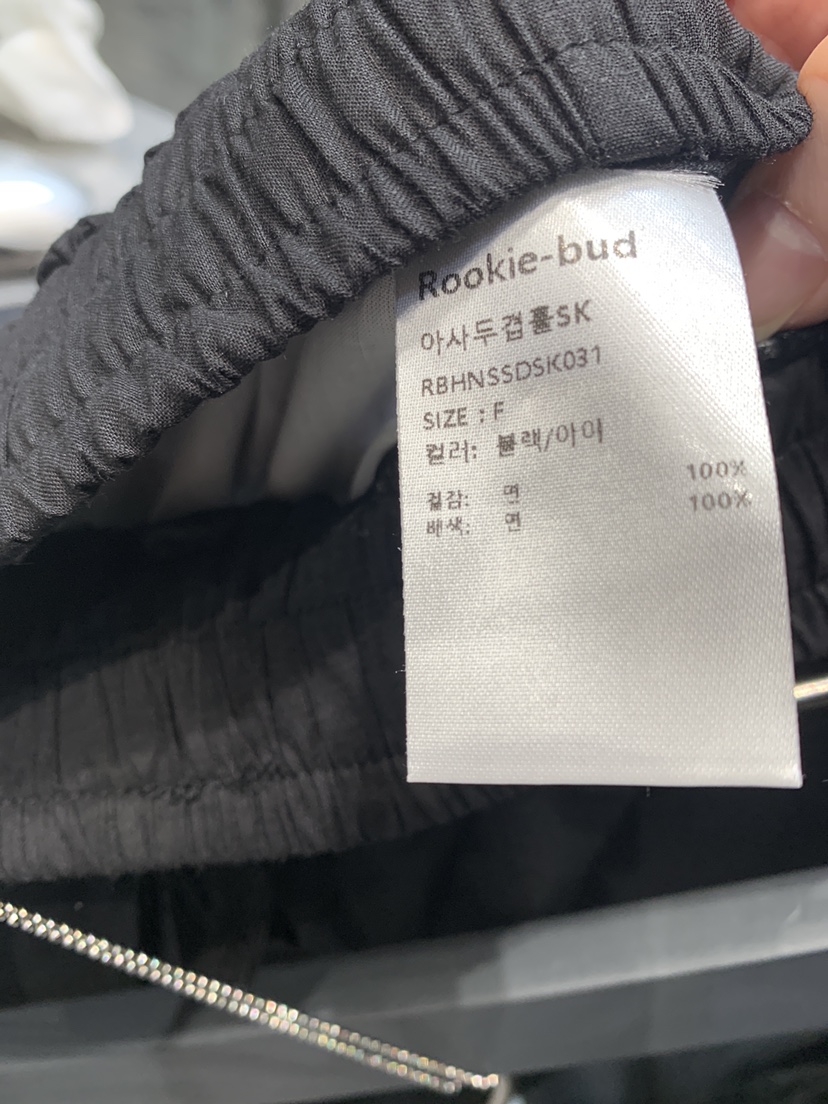 Rookie-bud
아사두겹홀SK
RBHNSSDSK031
SIZE : F
컬러: 블랙/아이
겉감: 면 100%
배색: 면 100%